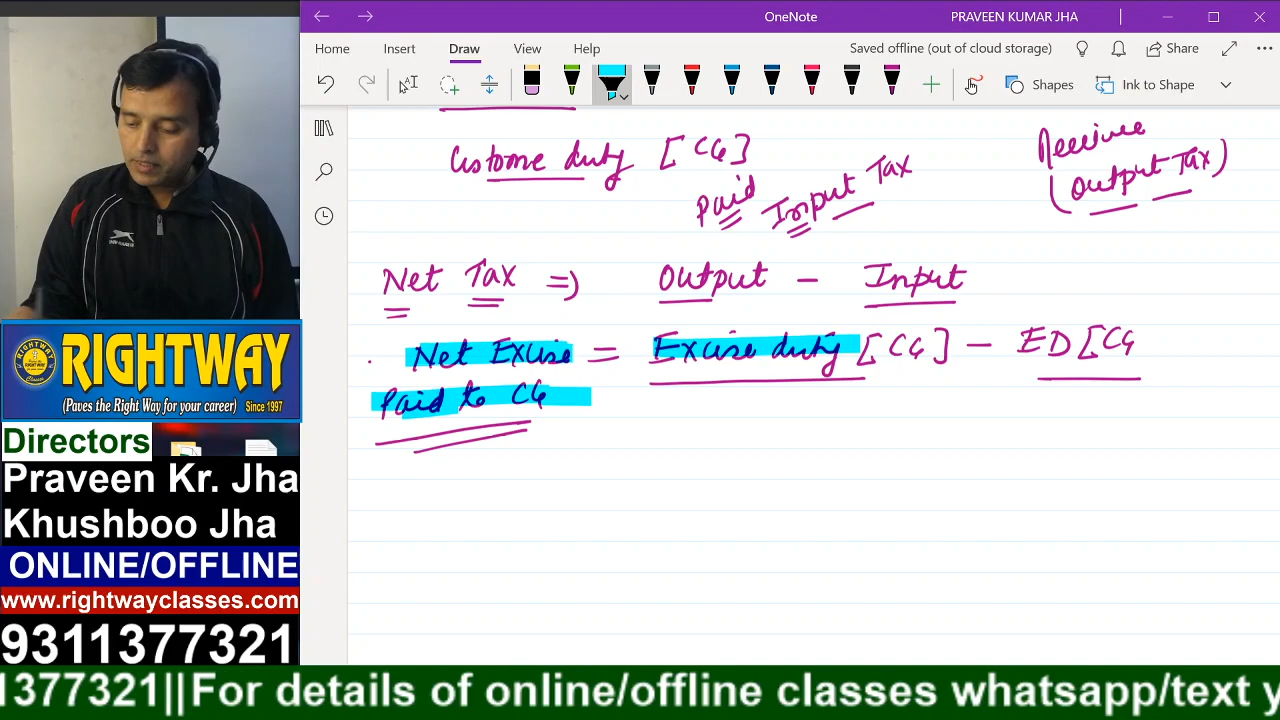 OneNote
PRAVEEN KUMAR JHA
Home Insert Draw View Help
Saved offline (out of cloud storage)
Share
Shapes
Ink to Shape
Custome duty [CG]
Paid
Input Tax
Receive
(Output Tax)
Net Tax => Output - Input
Net Excise = Excise duty [CG] - ED [CG
Paid to CG
RIGHTWAY
Classes
(Paves the Right Way for your career) Since 1997
Directors
Praveen Kr. Jha
Khushboo Jha
ONLINE/OFFLINE
www.rightwayclasses.com
9311377321
1377321||For details of online/offline classes whatsapp/text y